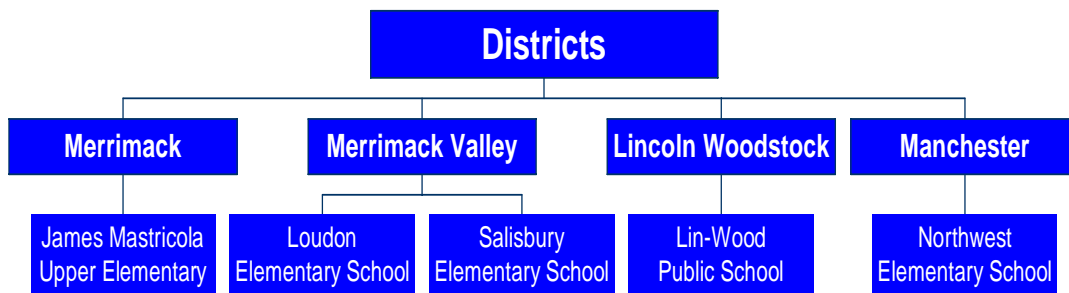 Districts
Merrimack
Merrimack Valley
Lincoln Woodstock
Manchester
James Mastricola
Upper Elementary
Loudon
Elementary School
Salisbury
Elementary School
Lin-Wood
Public School
Northwest
Elementary School